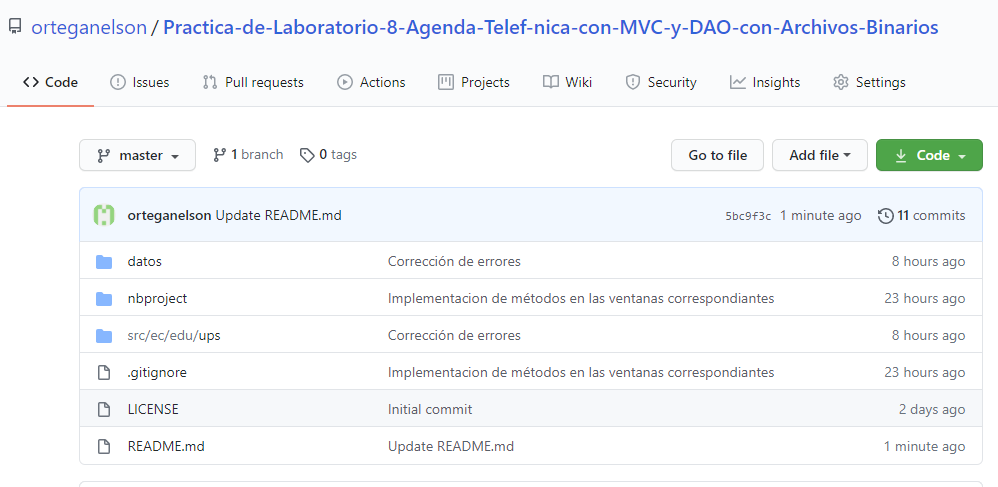 orteganelson / Practica-de-Laboratorio-8-Agenda-Telef-nica-con-MVC-y-DAO-con-Archivos-Binarios
Code Issues Pull requests Actions Projects Wiki Security Insights Settings
master 1 branch 0 tags Go to file Add file Code
orteganelson Update README.md 5bc9f3c 1 minute ago 11 commits
datos Corrección de errores 8 hours ago
nbproject Implementacion de métodos en las ventanas correspondiantes 23 hours ago
src/ec/edu/ups Corrección de errores 8 hours ago
.gitignore Implementacion de métodos en las ventanas correspondiantes 23 hours ago
LICENSE Initial commit 2 days ago
README.md Update README.md 1 minute ago